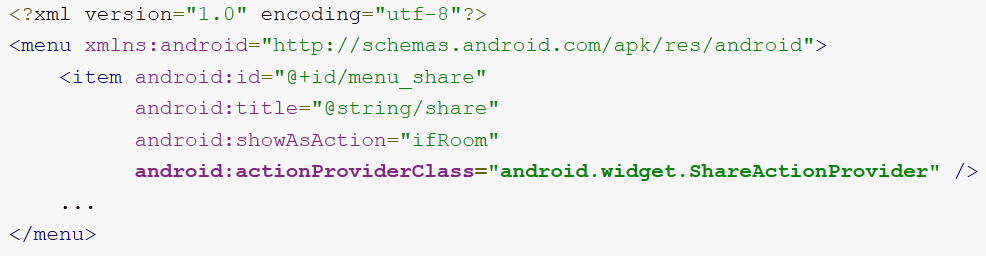 <?xml version="1.0" encoding="utf-8"?>
<menu xmlns:android="http://schemas.android.com/apk/res/android">
    <item android:id="@+id/menu_share"
          android:title="@string/share"
          android:showAsAction="ifRoom"
          android:actionProviderClass="android.widget.ShareActionProvider" />
    ...
</menu>